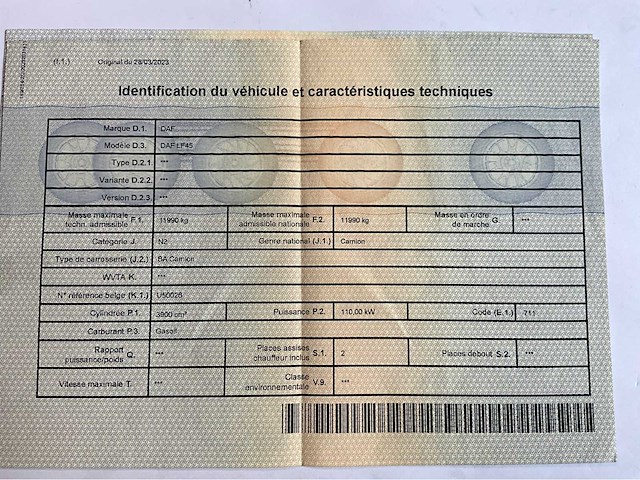 (I.1.) Original du 28/03/2023
Identification du véhicule et caractéristiques techniques
Marque D.1. DAF
Modèle D.3. DAF LF45
Type D.2.1. ***
Variante D.2.2. ***
Version D.2.3. ***
Masse maximale techn. admissible F.1. 11990 kg Masse maximale admissible nationale F.2. 11990 kg Masse en ordre de marche G. ***
Catégorie J. N2 Genre national (J.1.) Camion
Type de carrosserie (J.2.) BA Camion
WVTA K. ***
N° référence belge (K.1.) U50026
Cylindrée P.1. 3900 cm³ Puissance P.2. 110,00 kW Code (E.1.) 711
Carburant P.3. Gasoil
Rapport puissance/poids Q. *** Places assises chauffeur inclus S.1. 2 Places debout S.2. ***
Vitesse maximale T. *** Classe environnementale V.9. ***